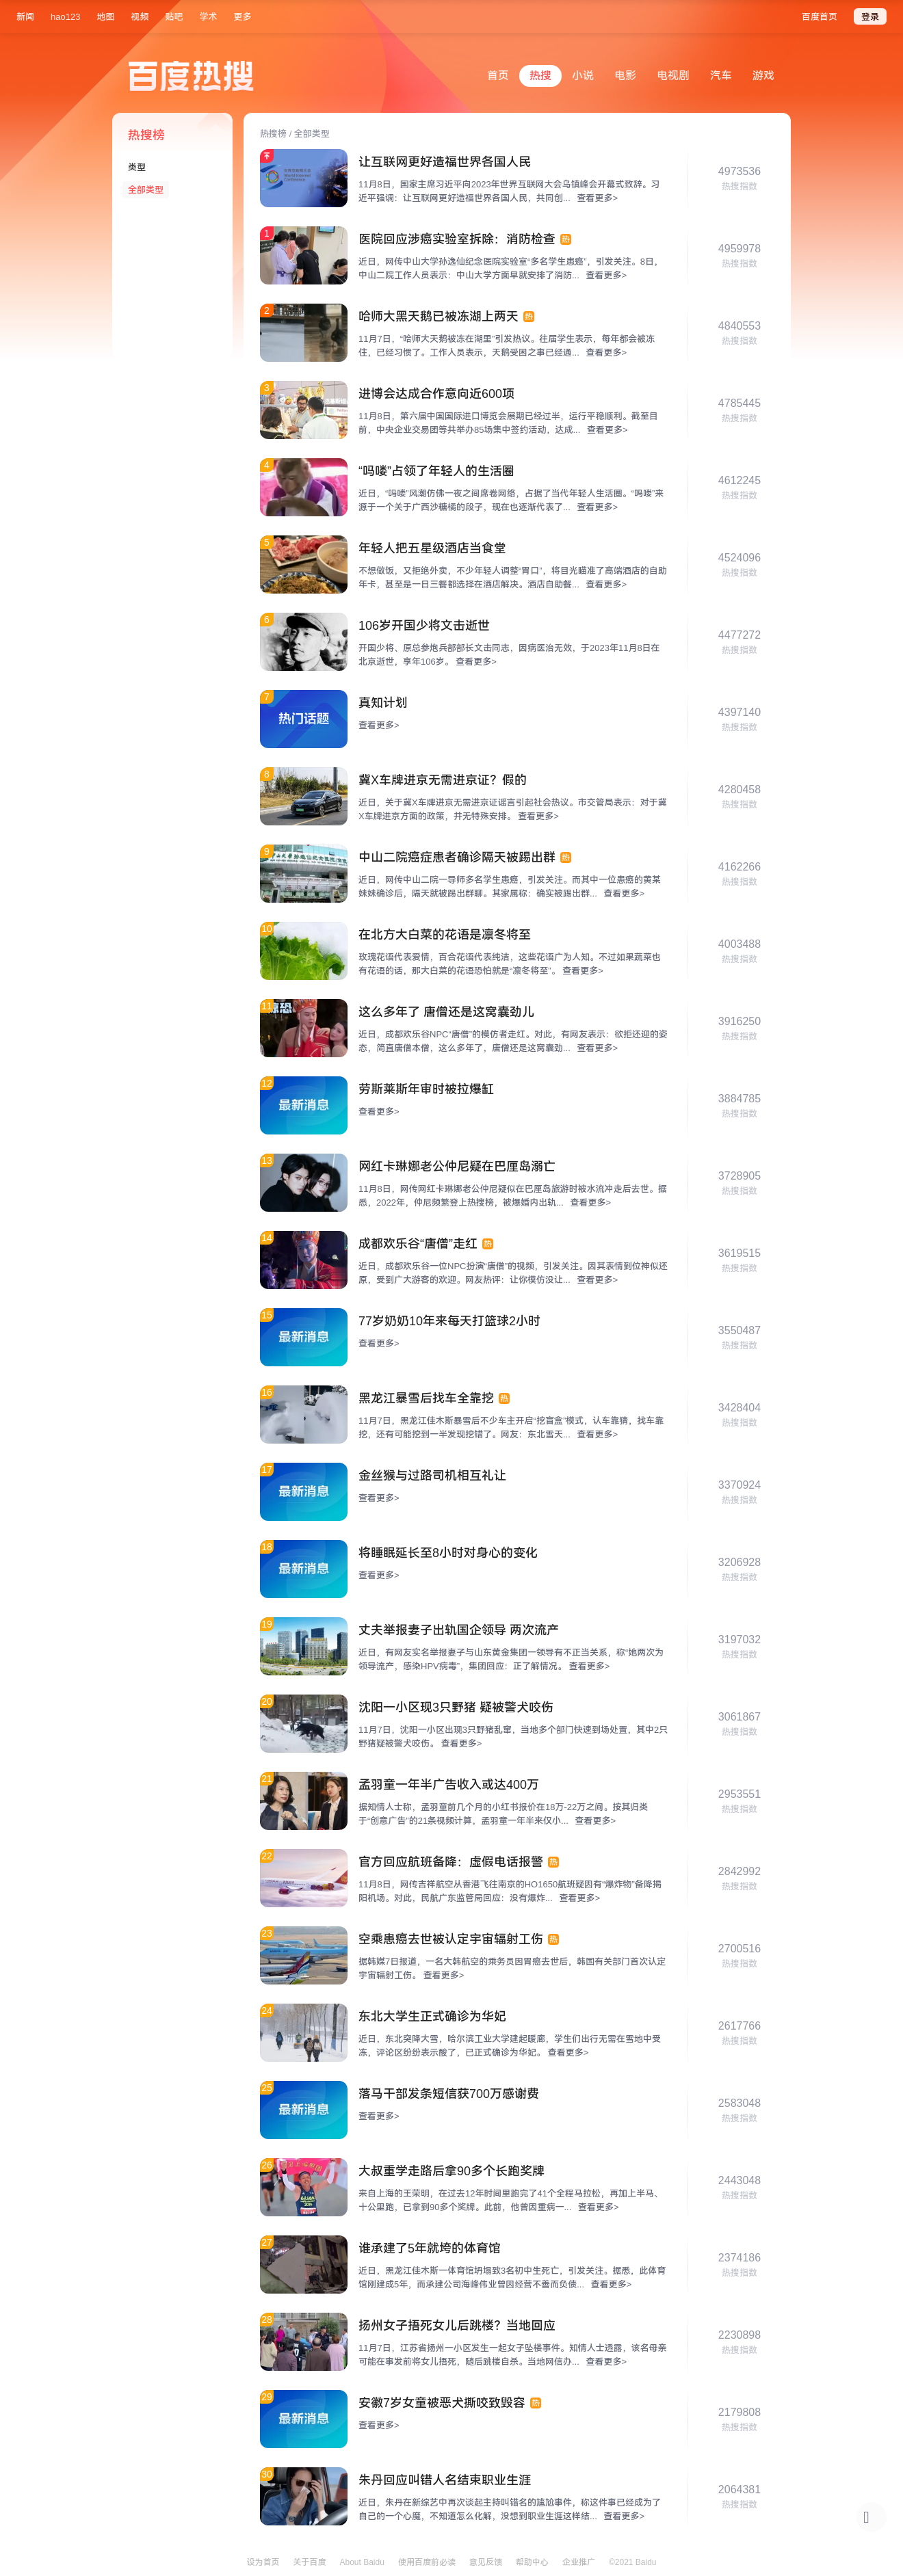 新闻 hao123 地图 视频 贴吧 学术 更多
百度首页 登录
百度热搜
首页 热搜 小说 电影 电视剧 汽车 游戏
热搜榜
类型
全部类型
热搜榜 / 全部类型
让互联网更好造福世界各国人民
11月8日，国家主席习近平向2023年世界互联网大会乌镇峰会开幕式致辞。习
近平强调：让互联网更好造福世界各国人民，共同创... 查看更多>
4973536
热搜指数
1
医院回应涉癌实验室拆除：消防检查 热
近日，网传中山大学孙逸仙纪念医院实验室“多名学生患癌”，引发关注。8日，
中山二院工作人员表示：中山大学方面早就安排了消防... 查看更多>
4959978
热搜指数
2
哈师大黑天鹅已被冻湖上两天 热
11月7日，“哈师大天鹅被冻在湖里”引发热议。往届学生表示，每年都会被冻
住，已经习惯了。工作人员表示，天鹅受困之事已经通... 查看更多>
4840553
热搜指数
3
进博会达成合作意向近600项
11月8日，第六届中国国际进口博览会展期已经过半，运行平稳顺利。截至目
前，中央企业交易团等共举办85场集中签约活动，达成... 查看更多>
4785445
热搜指数
4
“吗喽”占领了年轻人的生活圈
近日，“吗喽”风潮仿佛一夜之间席卷网络，占据了当代年轻人生活圈。“吗喽”来
源于一个关于广西沙糖橘的段子，现在也逐渐代表了... 查看更多>
4612245
热搜指数
5
年轻人把五星级酒店当食堂
不想做饭，又拒绝外卖，不少年轻人调整“胃口”，将目光瞄准了高端酒店的自助
年卡，甚至是一日三餐都选择在酒店解决。酒店自助餐... 查看更多>
4524096
热搜指数
6
106岁开国少将文击逝世
开国少将、原总参炮兵部部长文击同志，因病医治无效，于2023年11月8日在
北京逝世，享年106岁。 查看更多>
4477272
热搜指数
7
热门话题
真知计划
查看更多>
4397140
热搜指数
8
冀X车牌进京无需进京证？假的
近日，关于冀X车牌进京无需进京证谣言引起社会热议。市交管局表示：对于冀
X车牌进京方面的政策，并无特殊安排。 查看更多>
4280458
热搜指数
9
中山二院癌症患者确诊隔天被踢出群 热
近日，网传中山二院一导师多名学生患癌，引发关注。而其中一位患癌的黄某
妹妹确诊后，隔天就被踢出群聊。其家属称：确实被踢出群... 查看更多>
4162266
热搜指数
10
在北方大白菜的花语是凛冬将至
玫瑰花语代表爱情，百合花语代表纯洁，这些花语广为人知。不过如果蔬菜也
有花语的话，那大白菜的花语恐怕就是“凛冬将至”。 查看更多>
4003488
热搜指数
11
这么多年了 唐僧还是这窝囊劲儿
近日，成都欢乐谷NPC“唐僧”的模仿者走红。对此，有网友表示：欲拒还迎的姿
态，简直唐僧本僧，这么多年了，唐僧还是这窝囊劲... 查看更多>
3916250
热搜指数
12
最新消息
劳斯莱斯年审时被拉爆缸
查看更多>
3884785
热搜指数
13
网红卡琳娜老公仲尼疑在巴厘岛溺亡
11月8日，网传网红卡琳娜老公仲尼疑似在巴厘岛旅游时被水流冲走后去世。据
悉，2022年，仲尼频繁登上热搜榜，被爆婚内出轨... 查看更多>
3728905
热搜指数
14
成都欢乐谷“唐僧”走红 热
近日，成都欢乐谷一位NPC扮演“唐僧”的视频，引发关注。因其表情到位神似还
原，受到广大游客的欢迎。网友热评：让你模仿没让... 查看更多>
3619515
热搜指数
15
最新消息
77岁奶奶10年来每天打篮球2小时
查看更多>
3550487
热搜指数
16
黑龙江暴雪后找车全靠挖 热
11月7日，黑龙江佳木斯暴雪后不少车主开启“挖盲盒”模式，认车靠猜，找车靠
挖，还有可能挖到一半发现挖错了。网友：东北雪天... 查看更多>
3428404
热搜指数
17
最新消息
金丝猴与过路司机相互礼让
查看更多>
3370924
热搜指数
18
最新消息
将睡眠延长至8小时对身心的变化
查看更多>
3206928
热搜指数
19
丈夫举报妻子出轨国企领导 两次流产
近日，有网友实名举报妻子与山东黄金集团一领导有不正当关系，称“她两次为
领导流产，感染HPV病毒”，集团回应：正了解情况。 查看更多>
3197032
热搜指数
20
沈阳一小区现3只野猪 疑被警犬咬伤
11月7日，沈阳一小区出现3只野猪乱窜，当地多个部门快速到场处置，其中2只
野猪疑被警犬咬伤。 查看更多>
3061867
热搜指数
21
孟羽童一年半广告收入或达400万
据知情人士称，孟羽童前几个月的小红书报价在18万-22万之间。按其归类
于“创意广告”的21条视频计算，孟羽童一年半来仅小... 查看更多>
2953551
热搜指数
22
官方回应航班备降：虚假电话报警 热
11月8日，网传吉祥航空从香港飞往南京的HO1650航班疑因有“爆炸物”备降揭
阳机场。对此，民航广东监管局回应：没有爆炸... 查看更多>
2842992
热搜指数
23
空乘患癌去世被认定宇宙辐射工伤 热
据韩媒7日报道，一名大韩航空的乘务员因胃癌去世后，韩国有关部门首次认定
宇宙辐射工伤。 查看更多>
2700516
热搜指数
24
东北大学生正式确诊为华妃
近日，东北突降大雪，哈尔滨工业大学建起暖廊，学生们出行无需在雪地中受
冻，评论区纷纷表示酸了，已正式确诊为华妃。 查看更多>
2617766
热搜指数
25
最新消息
落马干部发条短信获700万感谢费
查看更多>
2583048
热搜指数
26
大叔重学走路后拿90多个长跑奖牌
来自上海的王荣明，在过去12年时间里跑完了41个全程马拉松，再加上半马、
十公里跑，已拿到90多个奖牌。此前，他曾因重病一... 查看更多>
2443048
热搜指数
27
谁承建了5年就垮的体育馆
近日，黑龙江佳木斯一体育馆坍塌致3名初中生死亡，引发关注。据悉，此体育
馆刚建成5年，而承建公司海峰伟业曾因经营不善而负债... 查看更多>
2374186
热搜指数
28
扬州女子捂死女儿后跳楼？当地回应
11月7日，江苏省扬州一小区发生一起女子坠楼事件。知情人士透露，该名母亲
可能在事发前将女儿捂死，随后跳楼自杀。当地网信办... 查看更多>
2230898
热搜指数
29
最新消息
安徽7岁女童被恶犬撕咬致毁容 热
查看更多>
2179808
热搜指数
30
朱丹回应叫错人名结束职业生涯
近日，朱丹在新综艺中再次谈起主持叫错名的尴尬事件，称这件事已经成为了
自己的一个心魔，不知道怎么化解，没想到职业生涯这样结... 查看更多>
2064381
热搜指数
设为首页 关于百度 About Baidu 使用百度前必读 意见反馈 帮助中心 企业推广 ©2021 Baidu